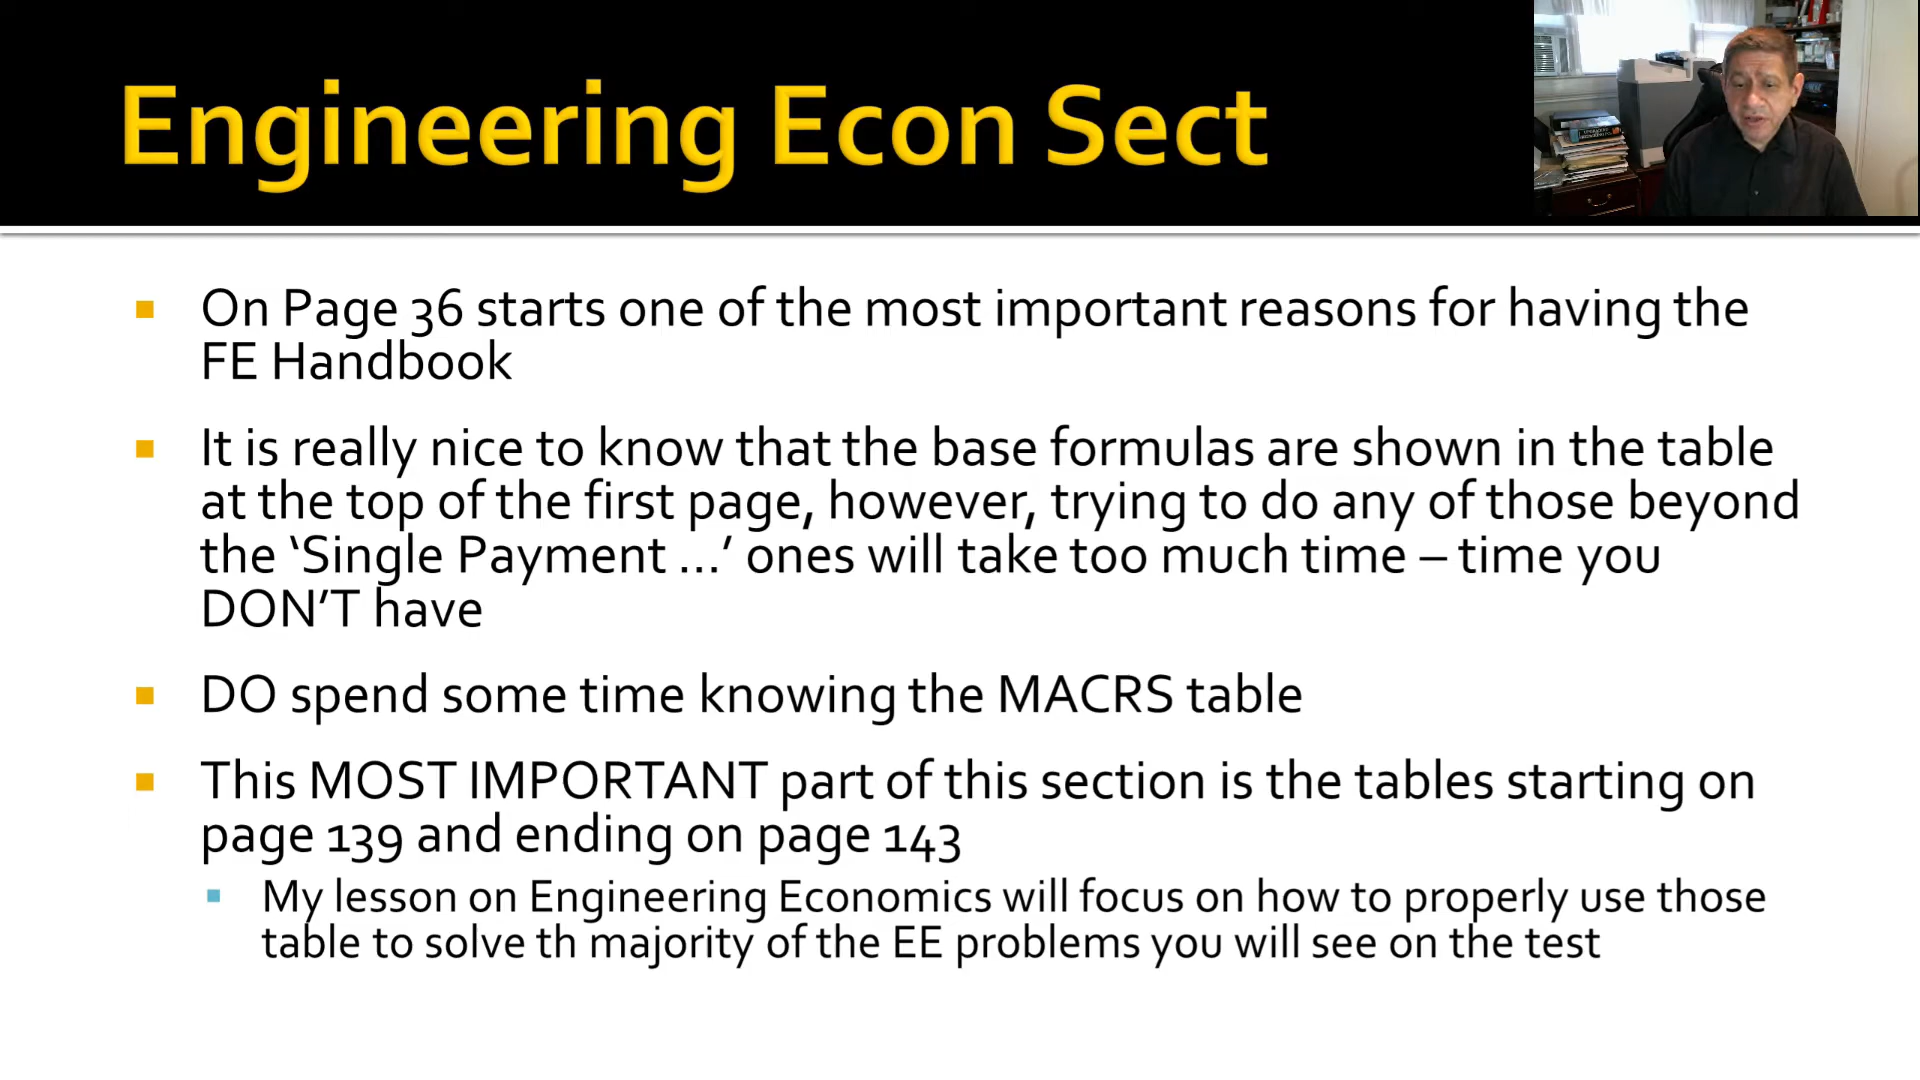 Engineering Econ Sect
On Page 36 starts one of the most important reasons for having the
FE Handbook
It is really nice to know that the base formulas are shown in the table
at the top of the first page, however, trying to do any of those beyond
the ‘Single Payment …’ ones will take too much time – time you
DON’T have
DO spend some time knowing the MACRS table
This MOST IMPORTANT part of this section is the tables starting on
page 139 and ending on page 143
My lesson on Engineering Economics will focus on how to properly use those
table to solve th majority of the EE problems you will see on the test